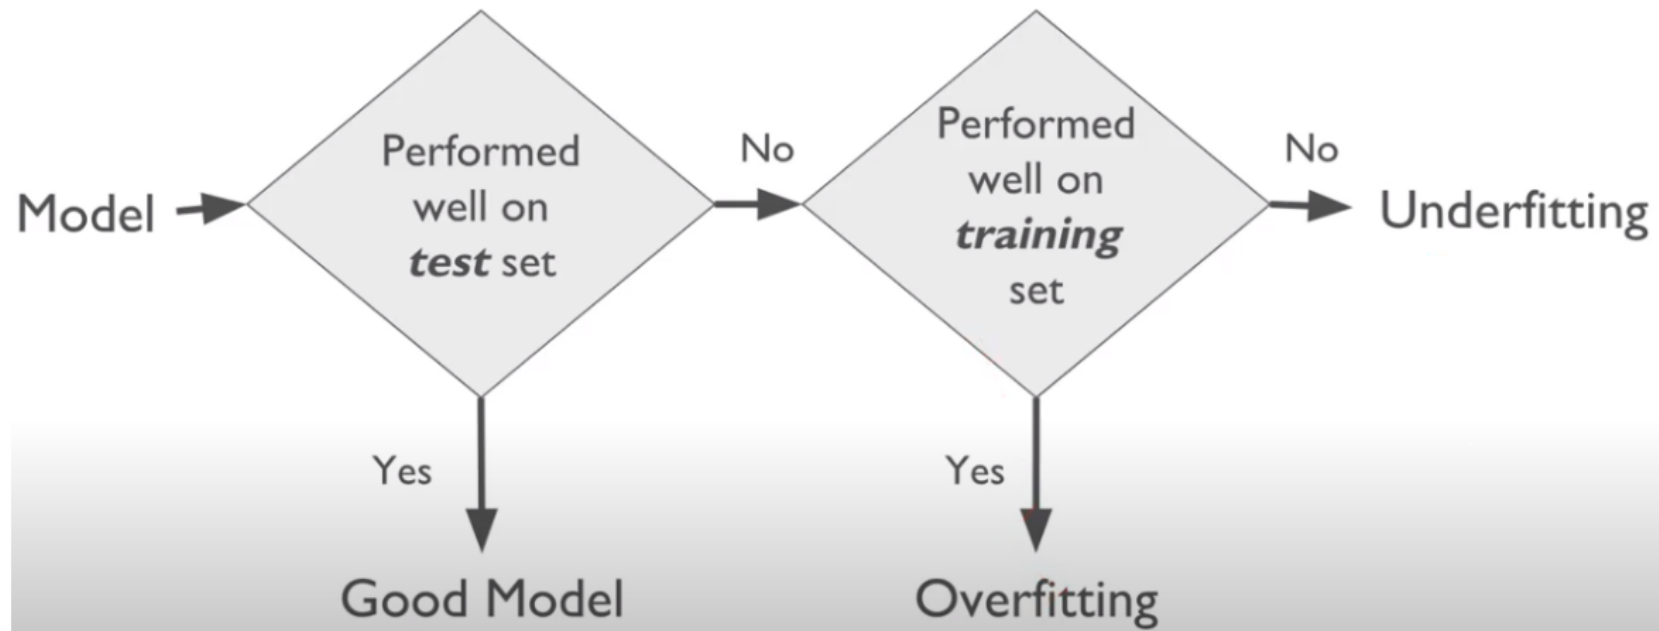 Model
Performed
well on
test set
No
Performed
well on
training
set
No
Underfitting
Yes
Good Model
Yes
Overfitting